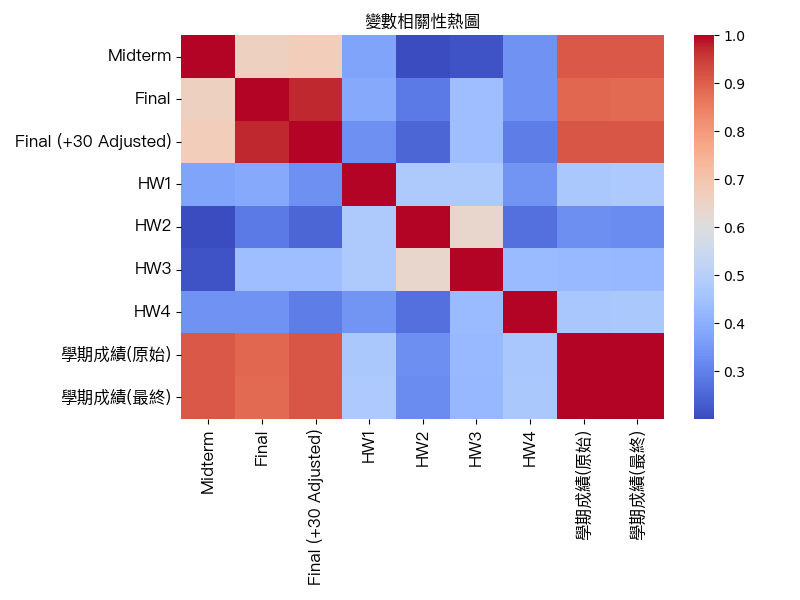 變數相關性熱圖
Midterm
Final
Final (+30 Adjusted)
HW1
HW2
HW3
HW4
學期成績(原始)
學期成績(最終)
Midterm
Final
Final (+30 Adjusted)
HW1
HW2
HW3
HW4
學期成績(原始)
學期成績(最終)
1.0
0.9
0.8
0.7
0.6
0.5
0.4
0.3